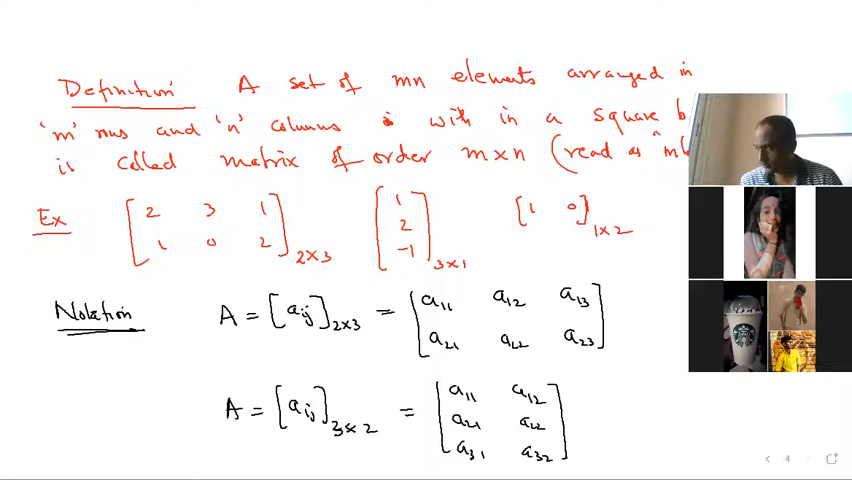 Definition A set of mn elements arranged in
'm' rows and 'n' columns with in a square b
is called matrix of order m×n (read as "m b
Ex [2 3 1
1 0 2]2×3 [1
2
-1]3×1 [1 0]1×2
Notation A = [aij]2×3 = [a11 a12 a13
a21 a22 a23]
A = [aij]3×2 = [a11 a12
a21 a22
a31 a32]
4